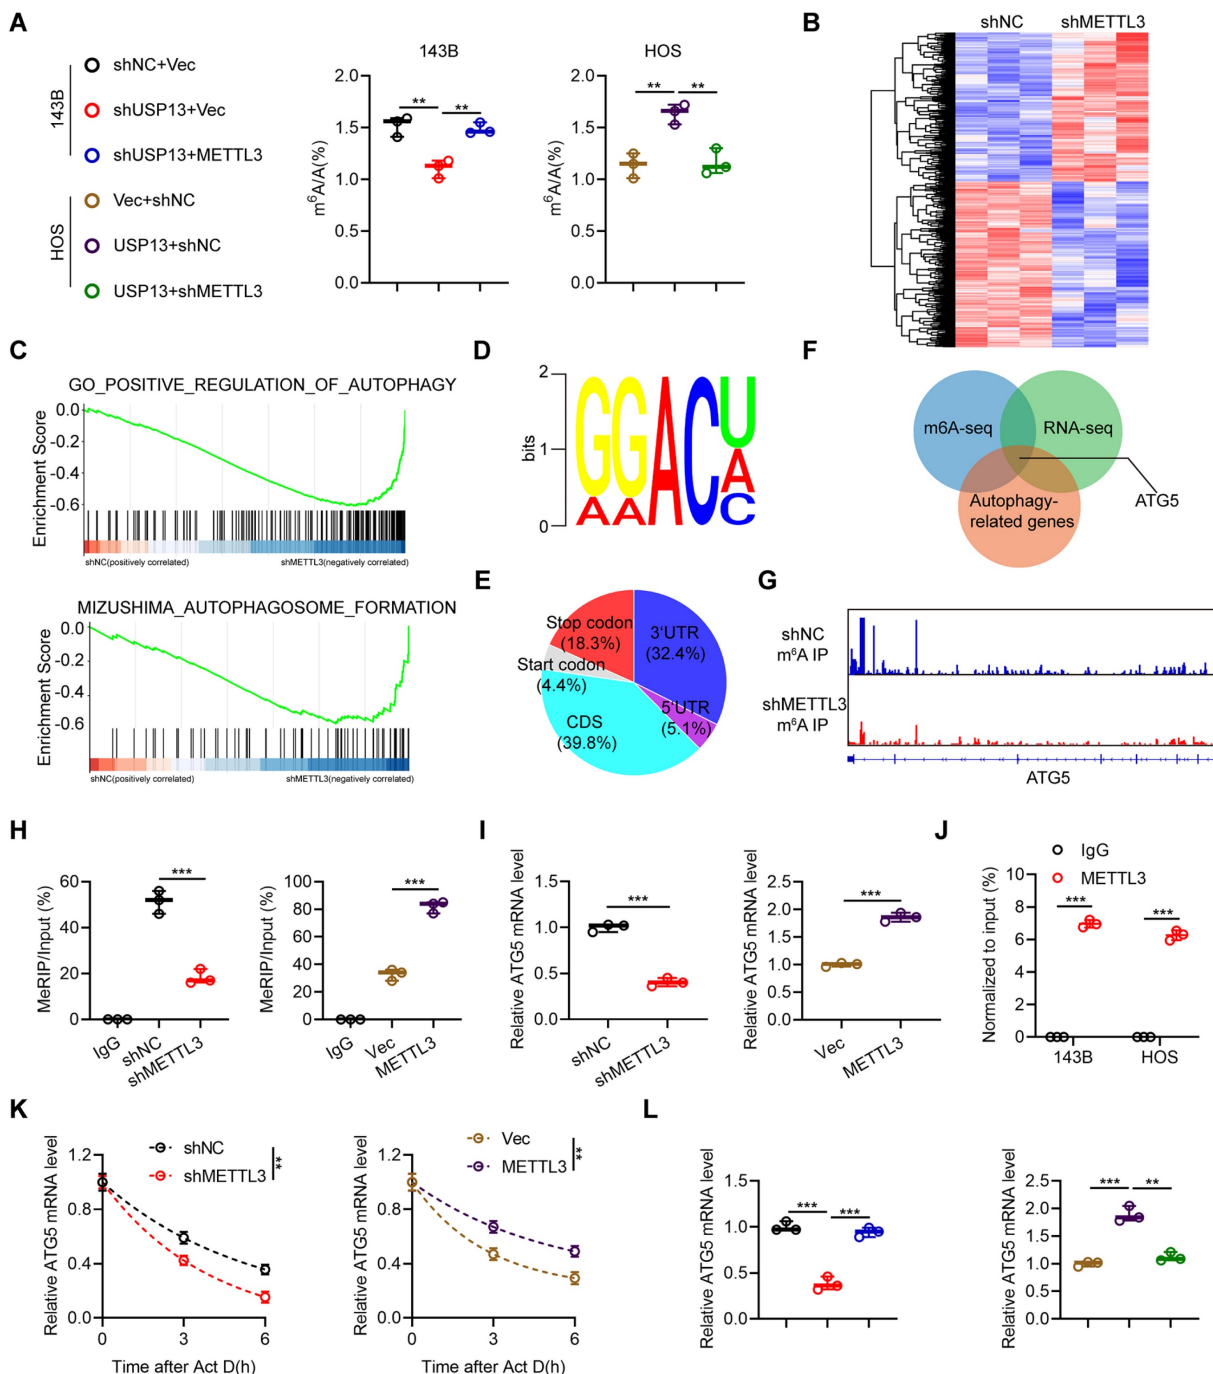 A
143B
shNC+Vec
shUSP13+Vec
shUSP13+METTL3
HOS
Vec+shNC
USP13+shNC
USP13+shMETTL3
143B
m⁶A/A(%)
2.0
1.5
1.0
0.5
0.0
**
**
HOS
m⁶A/A(%)
2.0
1.5
1.0
0.5
0.0
**
**
B
shNC
shMETTL3
C
GO_POSITIVE_REGULATION_OF_AUTOPHAGY
Enrichment Score
0.0
-0.2
-0.4
-0.6
shNC(positively correlated)
shMETTL3(negatively correlated)
MIZUSHIMA_AUTOPHAGOSOME_FORMATION
Enrichment Score
0.0
-0.2
-0.4
-0.6
shNC(positively correlated)
shMETTL3(negatively correlated)
D
bits
2
1
0
GGACU
AA
A
C
E
Stop codon
(18.3%)
3'UTR
(32.4%)
Start codon
(4.4%)
5'UTR
(5.1%)
CDS
(39.8%)
F
m6A-seq
RNA-seq
Autophagy-
related genes
ATG5
G
shNC
m⁶A IP
shMETTL3
m⁶A IP
ATG5
H
MeRIP/Input (%)
60
40
20
0
***
IgG
shNC
shMETTL3
MeRIP/Input (%)
100
80
60
40
20
0
***
IgG
Vec
METTL3
I
Relative ATG5 mRNA level
1.5
1.0
0.5
0.0
***
shNC
shMETTL3
Relative ATG5 mRNA level
2.5
2.0
1.5
1.0
0.5
0.0
***
Vec
METTL3
J
IgG
METTL3
Normalized to input (%)
10
8
6
4
2
0
***
***
143B
HOS
K
Relative ATG5 mRNA level
1.2
0.8
0.4
0.0
shNC
shMETTL3
**
0
3
6
Time after Act D(h)
Relative ATG5 mRNA level
1.2
0.8
0.4
0.0
Vec
METTL3
**
0
3
6
Time after Act D(h)
L
Relative ATG5 mRNA level
1.5
1.0
0.5
0.0
***
***
Relative ATG5 mRNA level
2.5
2.0
1.5
1.0
0.5
0.0
***
**